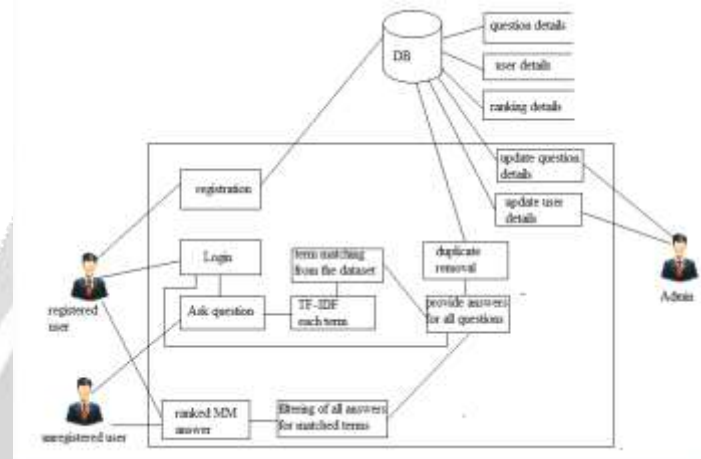 question details
DB
user details
ranking details
update question
details
registration
update user
details
Login
term matching
from the dataset
duplicate
removal
registered
user
Ask question
TF-IDF
each term
provide answers
for all questions
Admin
ranked MM
answer
filtering of all answers
for matched terms
unregistered user